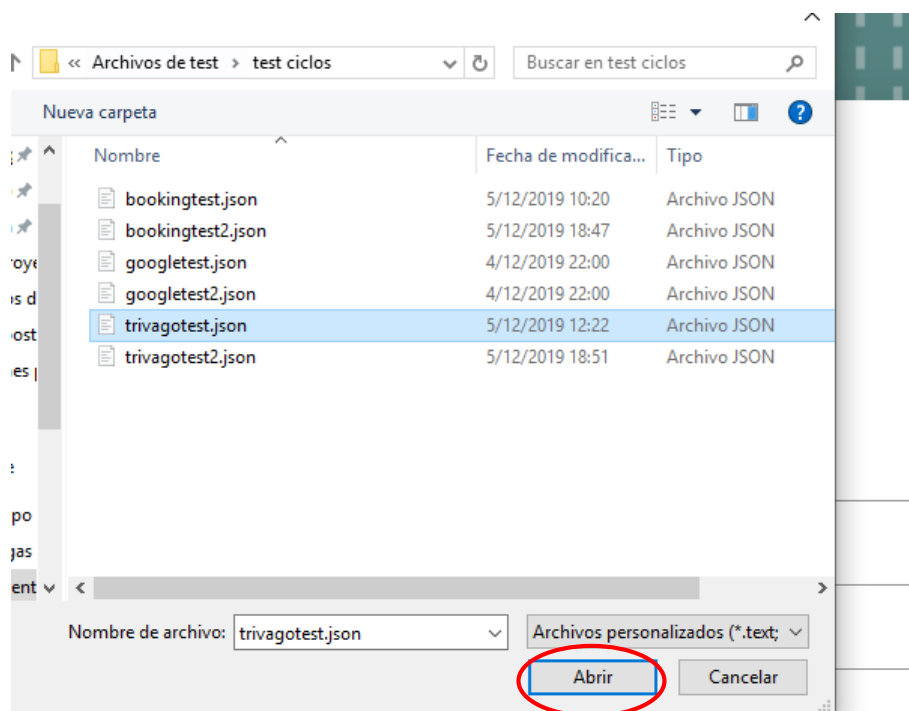 « Archivos de test > test ciclos Buscar en test ciclos
Nueva carpeta
Nombre Fecha de modifica... Tipo
bookingtest.json 5/12/2019 10:20 Archivo JSON
bookingtest2.json 5/12/2019 18:47 Archivo JSON
googletest.json 4/12/2019 22:00 Archivo JSON
googletest2.json 4/12/2019 22:00 Archivo JSON
trivagotest.json 5/12/2019 12:22 Archivo JSON
trivagotest2.json 5/12/2019 18:51 Archivo JSON
Nombre de archivo: trivagotest.json Archivos personalizados (*.text;
Abrir Cancelar